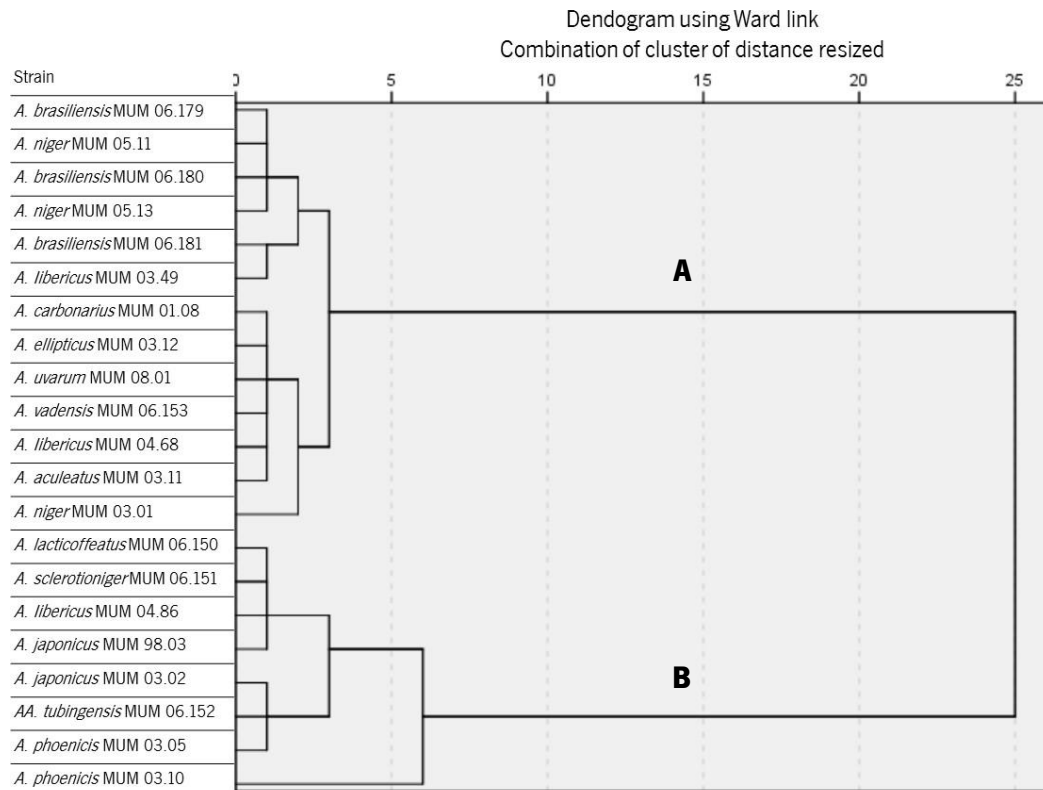 Dendogram using Ward link
Combination of cluster of distance resized
Strain
0 5 10 15 20 25
A. brasiliensis MUM 06.179
A. niger MUM 05.11
A. brasiliensis MUM 06.180
A. niger MUM 05.13
A. brasiliensis MUM 06.181
A. libericus MUM 03.49
A
A. carbonarius MUM 01.08
A. ellipticus MUM 03.12
A. uvarum MUM 08.01
A. vadensis MUM 06.153
A. libericus MUM 04.68
A. aculeatus MUM 03.11
A. niger MUM 03.01
A. lacticoffeatus MUM 06.150
A. sclerotioniger MUM 06.151
A. libericus MUM 04.86
A. japonicus MUM 98.03
A. japonicus MUM 03.02
B
AA. tubingensis MUM 06.152
A. phoenicis MUM 03.05
A. phoenicis MUM 03.10